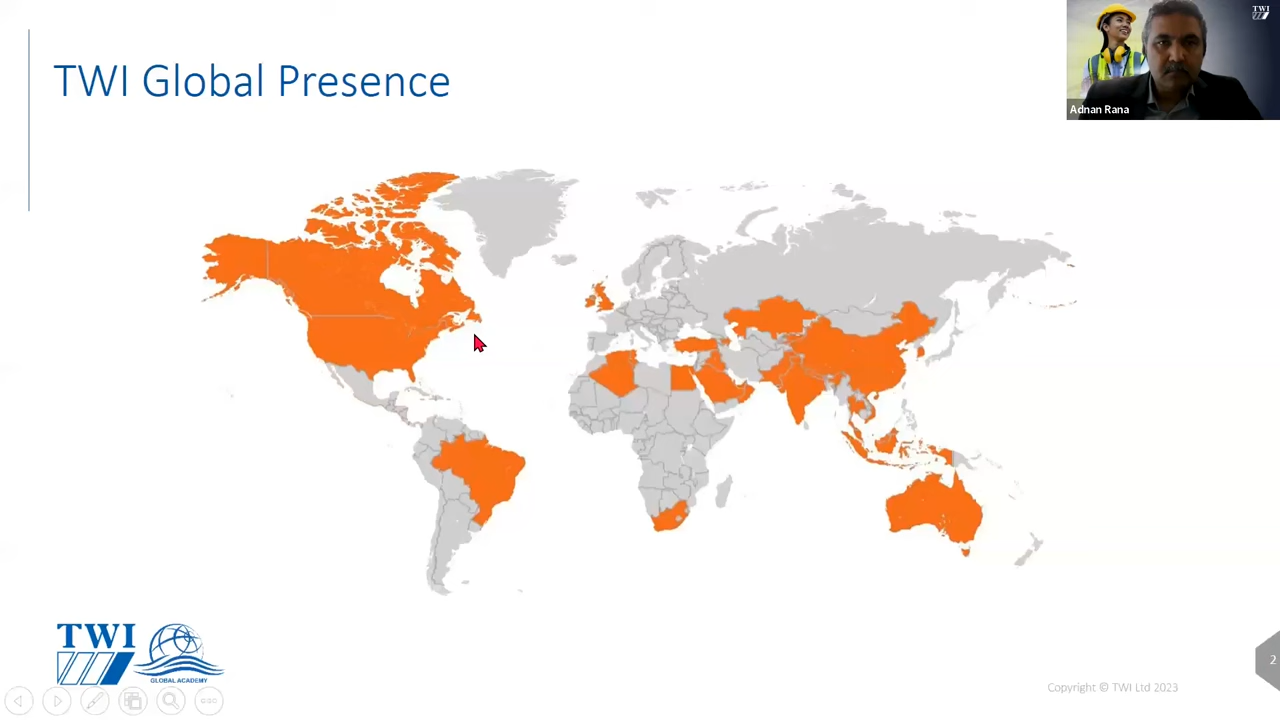 TWI Global Presence
TWI
Adnan Rana
TWI
GLOBAL ACADEMY
Copyright © TWI Ltd 2023
2